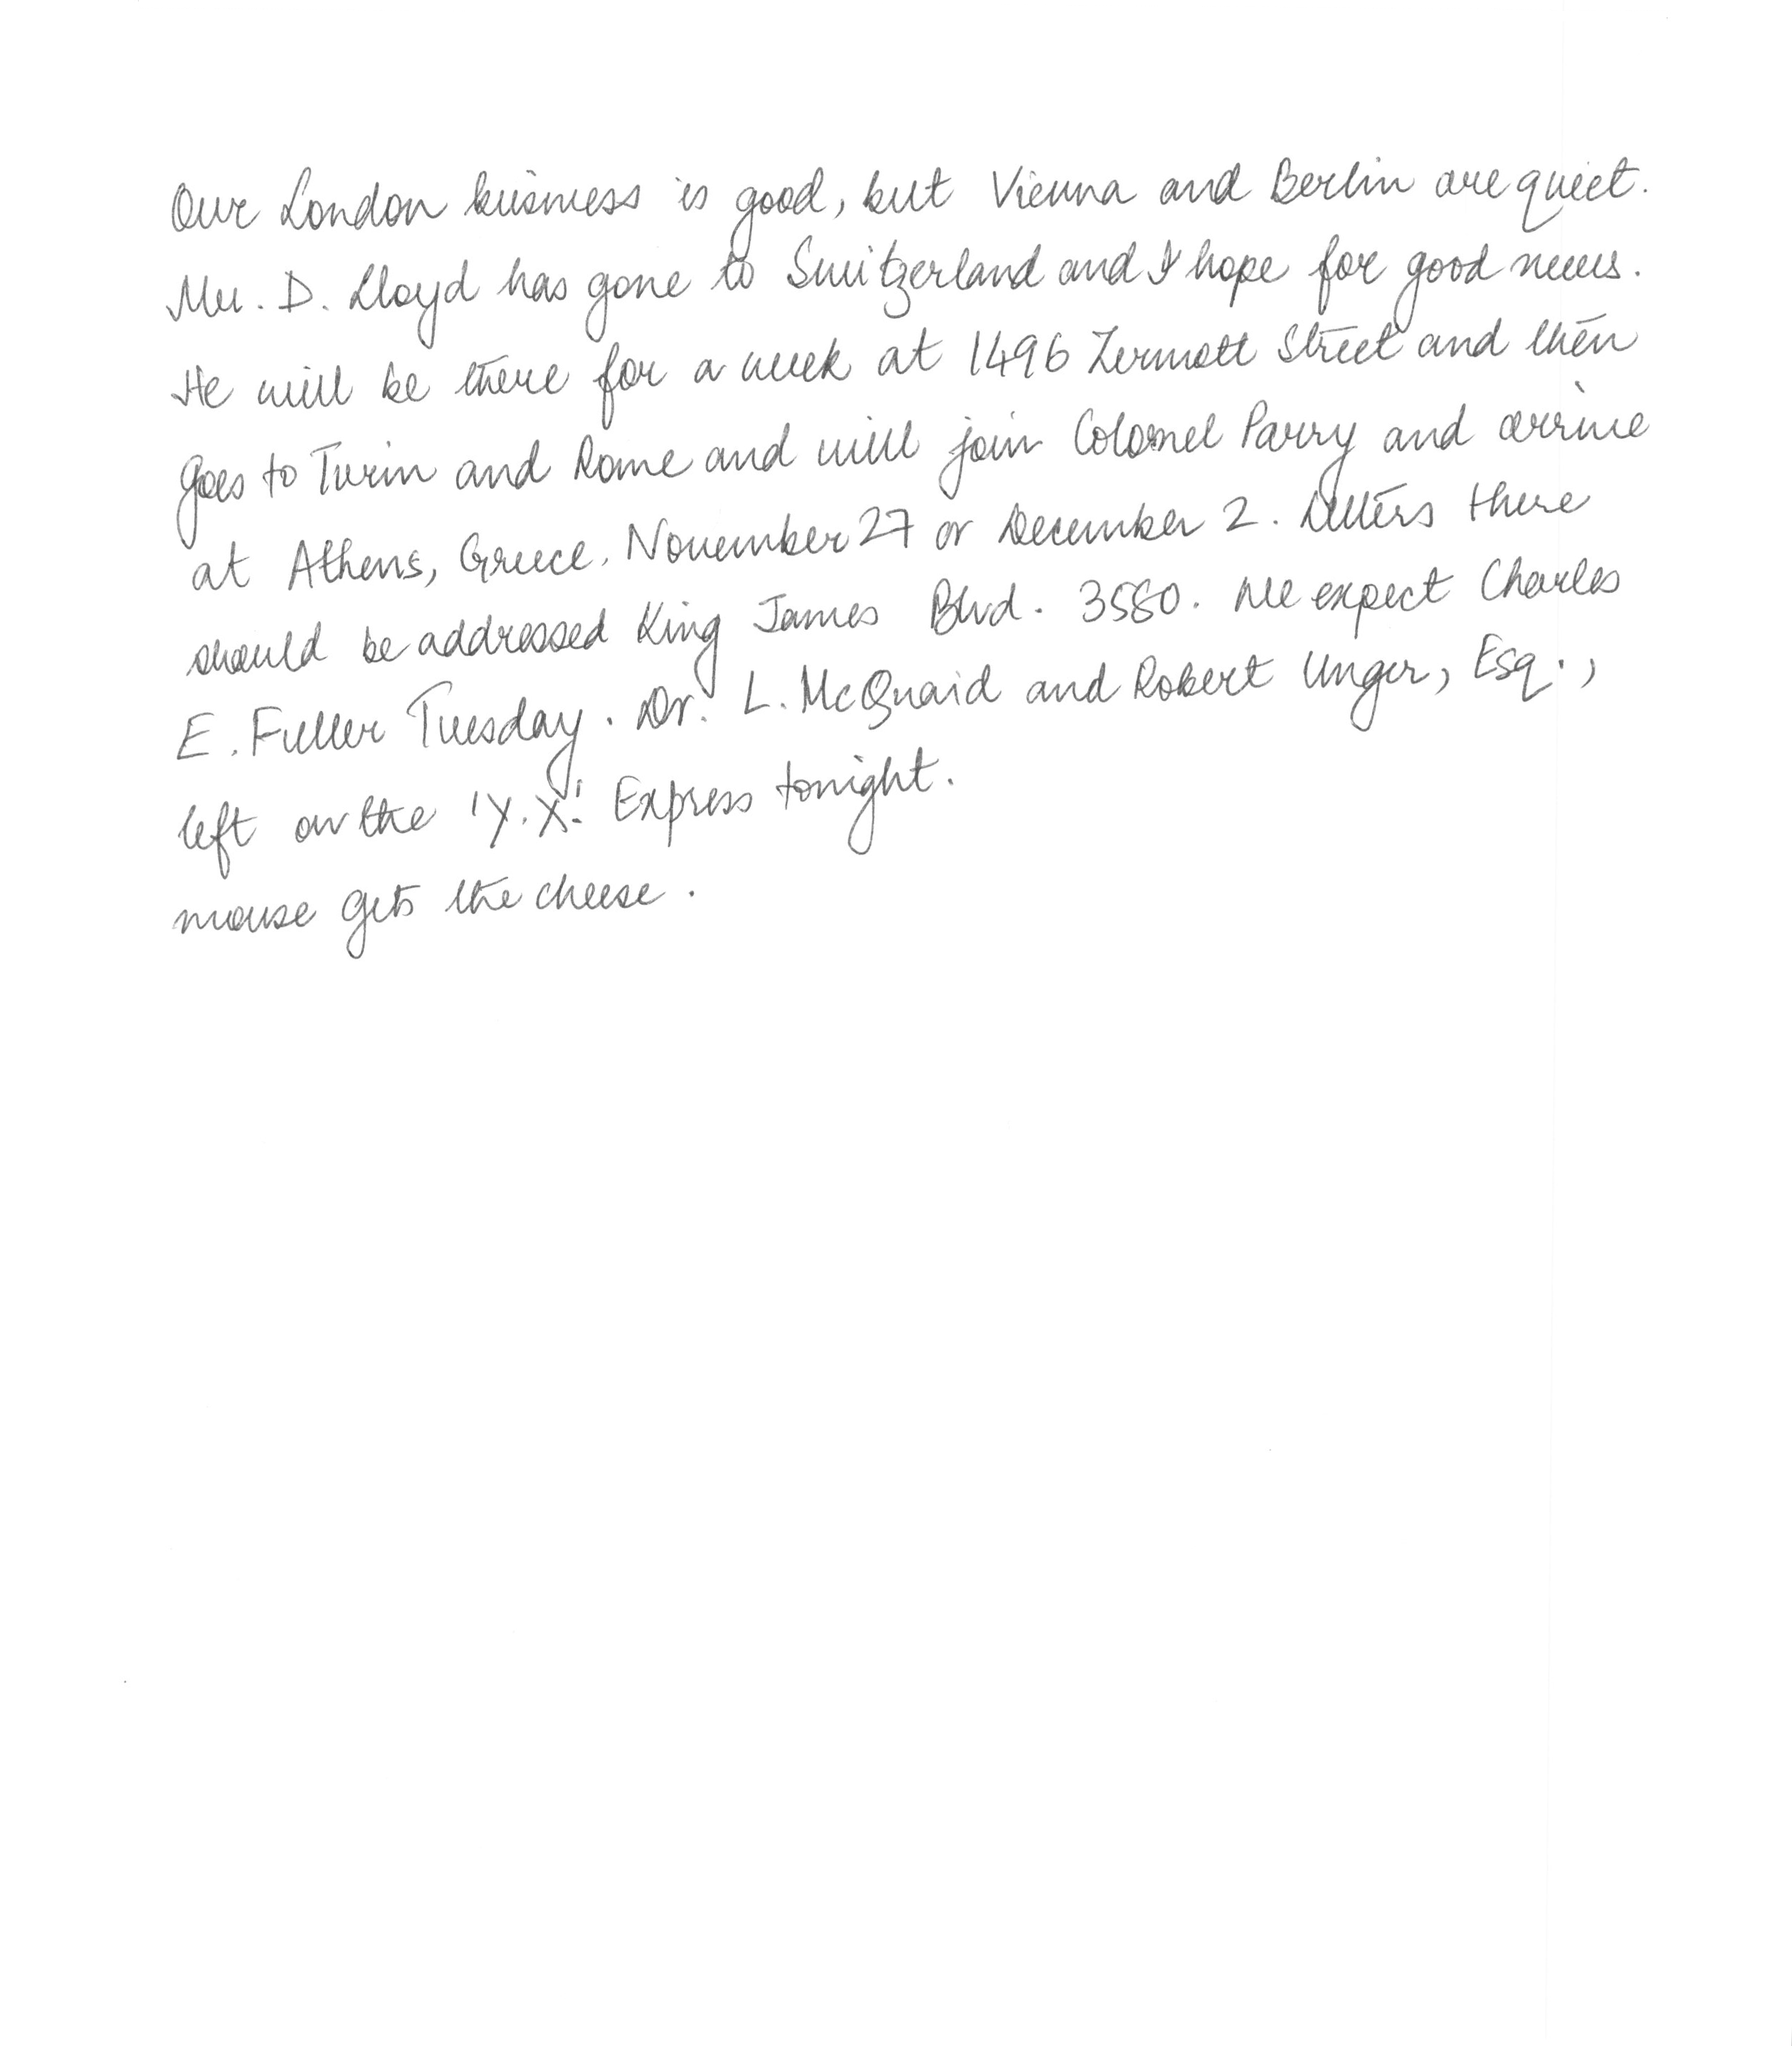 Our London business is good, but Vienna and Berlin are quiet.
Mr. D. Lloyd has gone to Switzerland and I hope for good news.
He will be there for a week at 1496 Zermott Street and then
goes to Turin and Rome and will join Colonel Parry and arrive
at Athens, Greece, November 27 or December 2. Letters there
should be addressed King James Blvd. 3580. We expect Charles
E. Fuller Tuesday. Dr. L. McQuaid and Robert Unger, Esq.,
left on the 'Y.X.' Express tonight.
mouse gets the cheese.